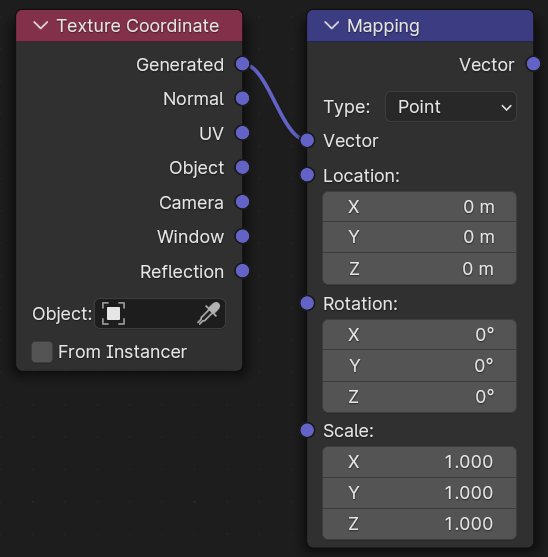 Texture Coordinate
Generated
Normal
UV
Object
Camera
Window
Reflection
Object:
From Instancer
Mapping
Vector
Type: Point
Vector
Location:
X 0 m
Y 0 m
Z 0 m
Rotation:
X 0°
Y 0°
Z 0°
Scale:
X 1.000
Y 1.000
Z 1.000